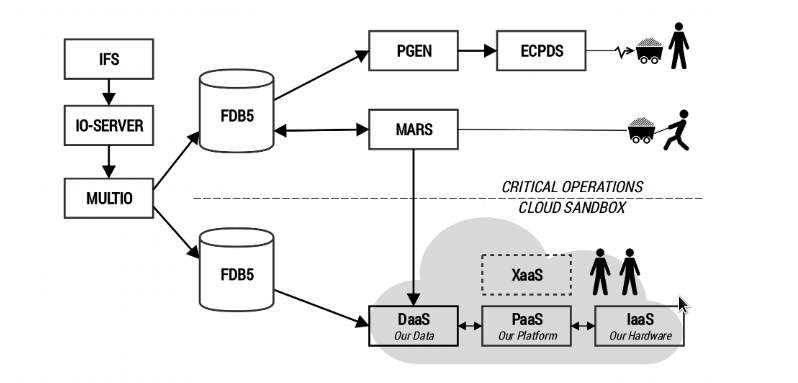 IFS
IO-SERVER
MULTIO
FDB5
PGEN
ECPDS
MARS
CRITICAL OPERATIONS
CLOUD SANDBOX
FDB5
XaaS
DaaS
Our Data
PaaS
Our Platform
IaaS
Our Hardware